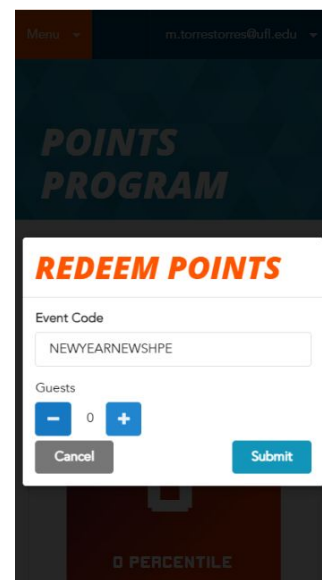 Menu
m.torrestorres@ufl.edu
POINTS
PROGRAM
REDEEM POINTS
Event Code
NEWYEARNEWSHPE
Guests
0
Cancel
Submit
0 PERCENTILE